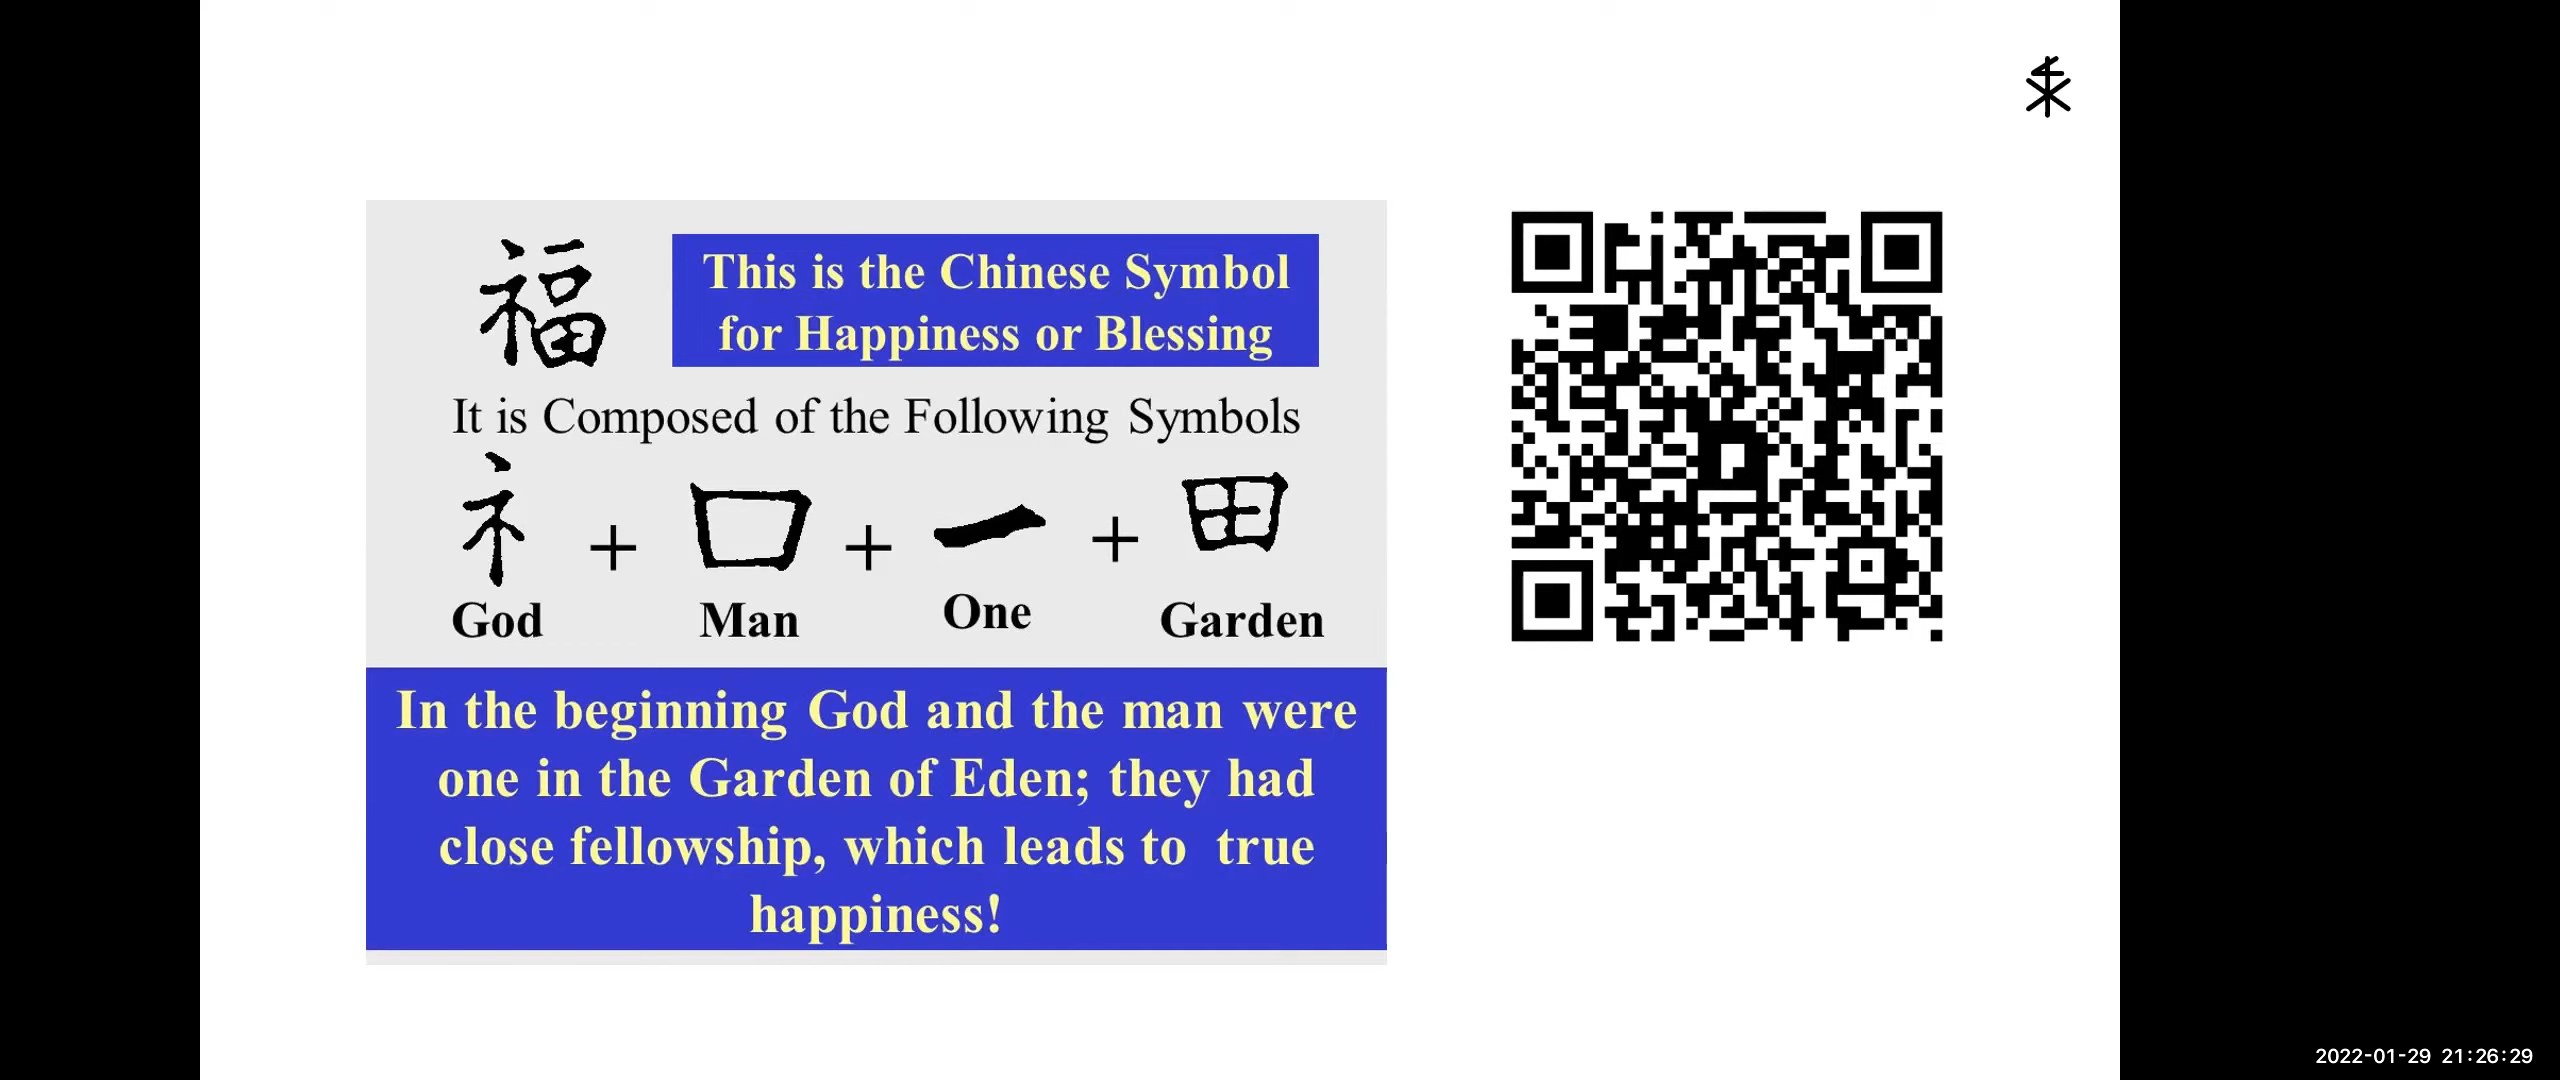 福
This is the Chinese Symbol
for Happiness or Blessing
It is Composed of the Following Symbols
礻 + 口 + 一 + 田
God Man One Garden
In the beginning God and the man were
one in the Garden of Eden; they had
close fellowship, which leads to true
happiness!
2022-01-29 21:26:29